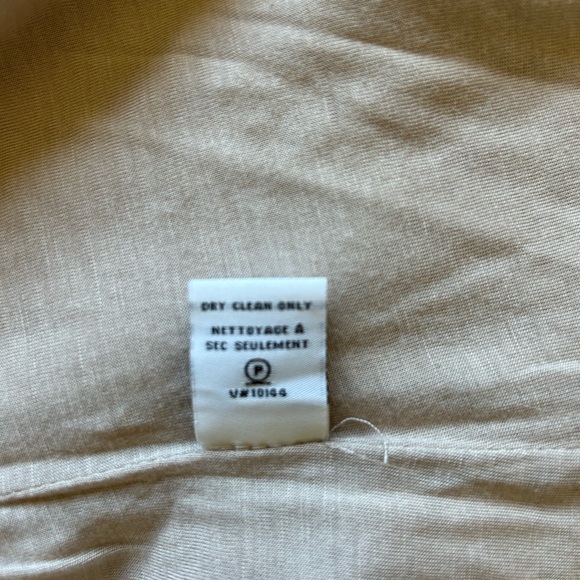 DRY CLEAN ONLY
NETTOYAGE À
SEC SEULEMENT
P
V#10144